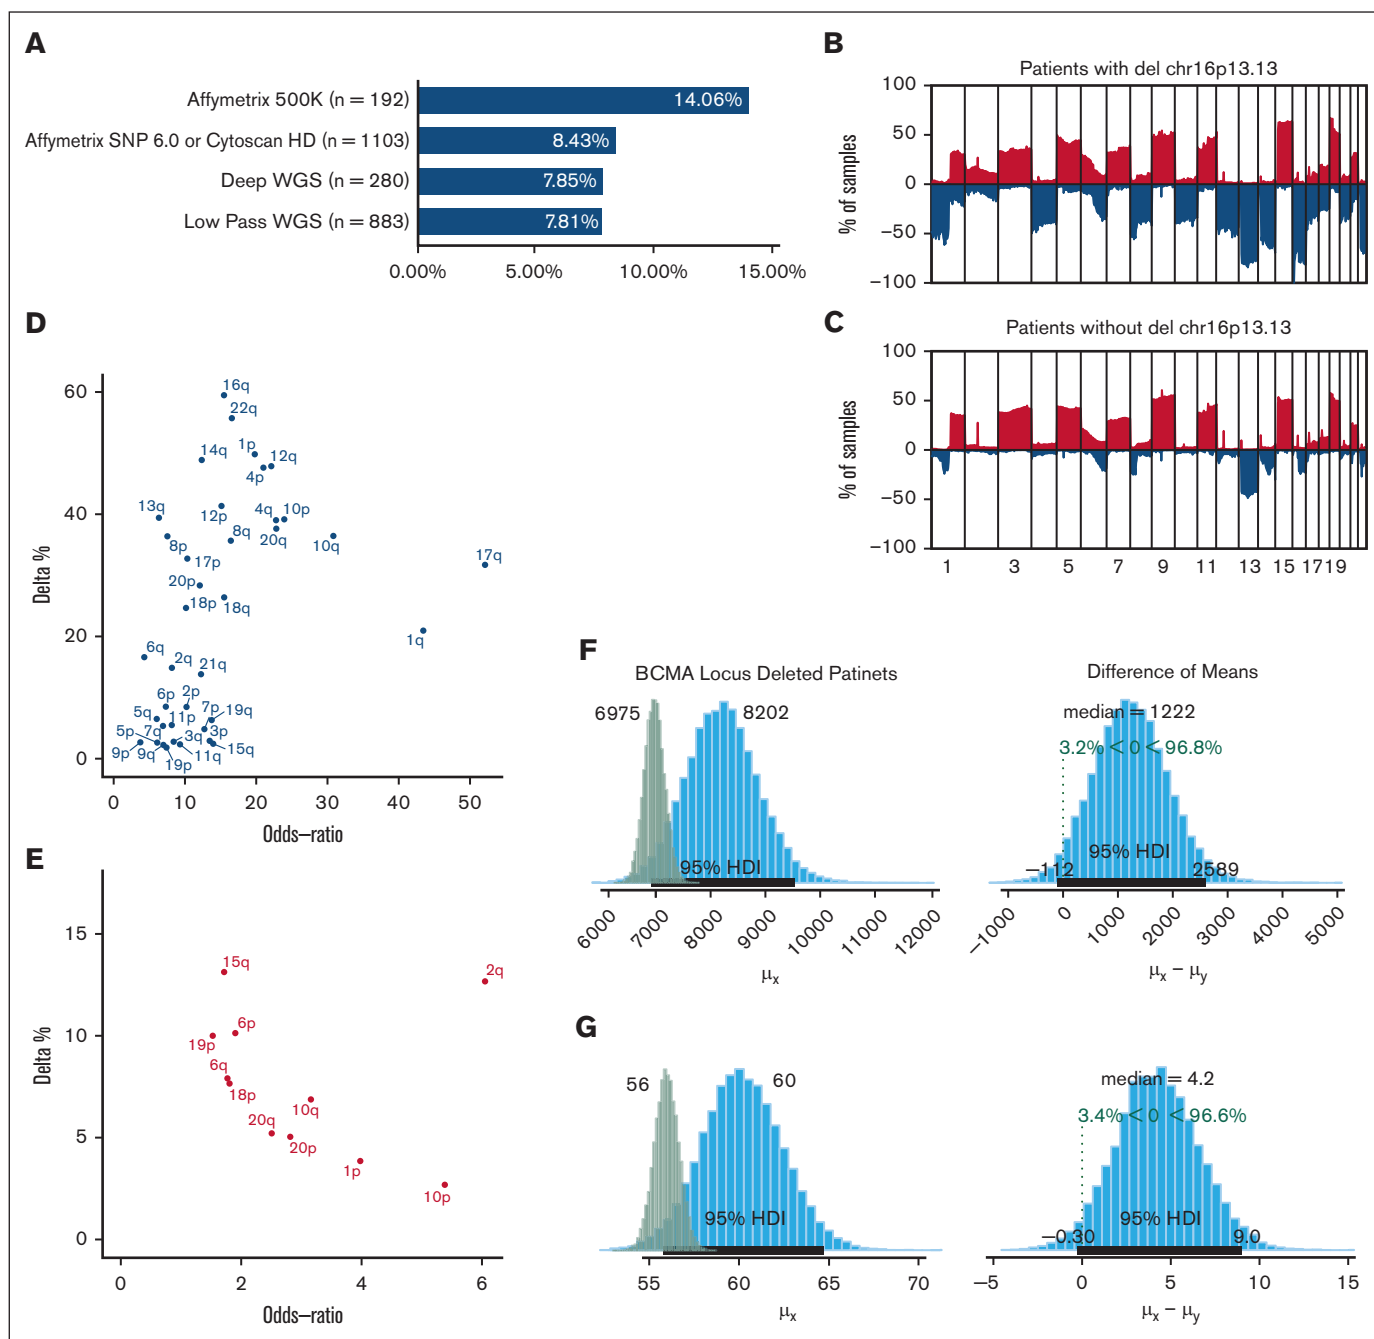 A
Affymetrix 500K (n = 192)
14.06%
Affymetrix SNP 6.0 or Cytoscan HD (n = 1103)
8.43%
Deep WGS (n = 280)
7.85%
Low Pass WGS (n = 883)
7.81%
0.00% 5.00% 10.00% 15.00%
B
Patients with del chr16p13.13
% of samples
100
50
0
−50
−100
C
Patients without del chr16p13.13
% of samples
100
50
0
−50
−100
1 3 5 7 9 11 13 15 17 19
D
Delta %
60
40
20
0
16q
22q
1p
14q
12q
4p
13q
12p
4q 10p
8p
8q
20q
10q
17p
17q
20p
18p 18q
1q
6q
2q 21q
6p 2p
7p 19q
5q 11p
5p 7q 3q 3p
9p 9q 11q 15q
19p
0 10 20 30 40 50
Odds–ratio
E
Delta %
15
10
5
0
15q
2q
6p
19p
6q
18p
10q
20q
20p
1p
10p
0 2 4 6
Odds–ratio
F
BCMA Locus Deleted Patinets
6975
8202
95% HDI
6000 7000 8000 9000 10000 11000 12000
μx
Difference of Means
median = 1222
3.2% < 0 < 96.8%
95% HDI
−112 2589
−1000 0 1000 2000 3000 4000 5000
μx − μy
G
56
60
95% HDI
55 60 65 70
μx
median = 4.2
3.4% < 0 < 96.6%
95% HDI
−0.30 9.0
−5 0 5 10 15
μx − μy